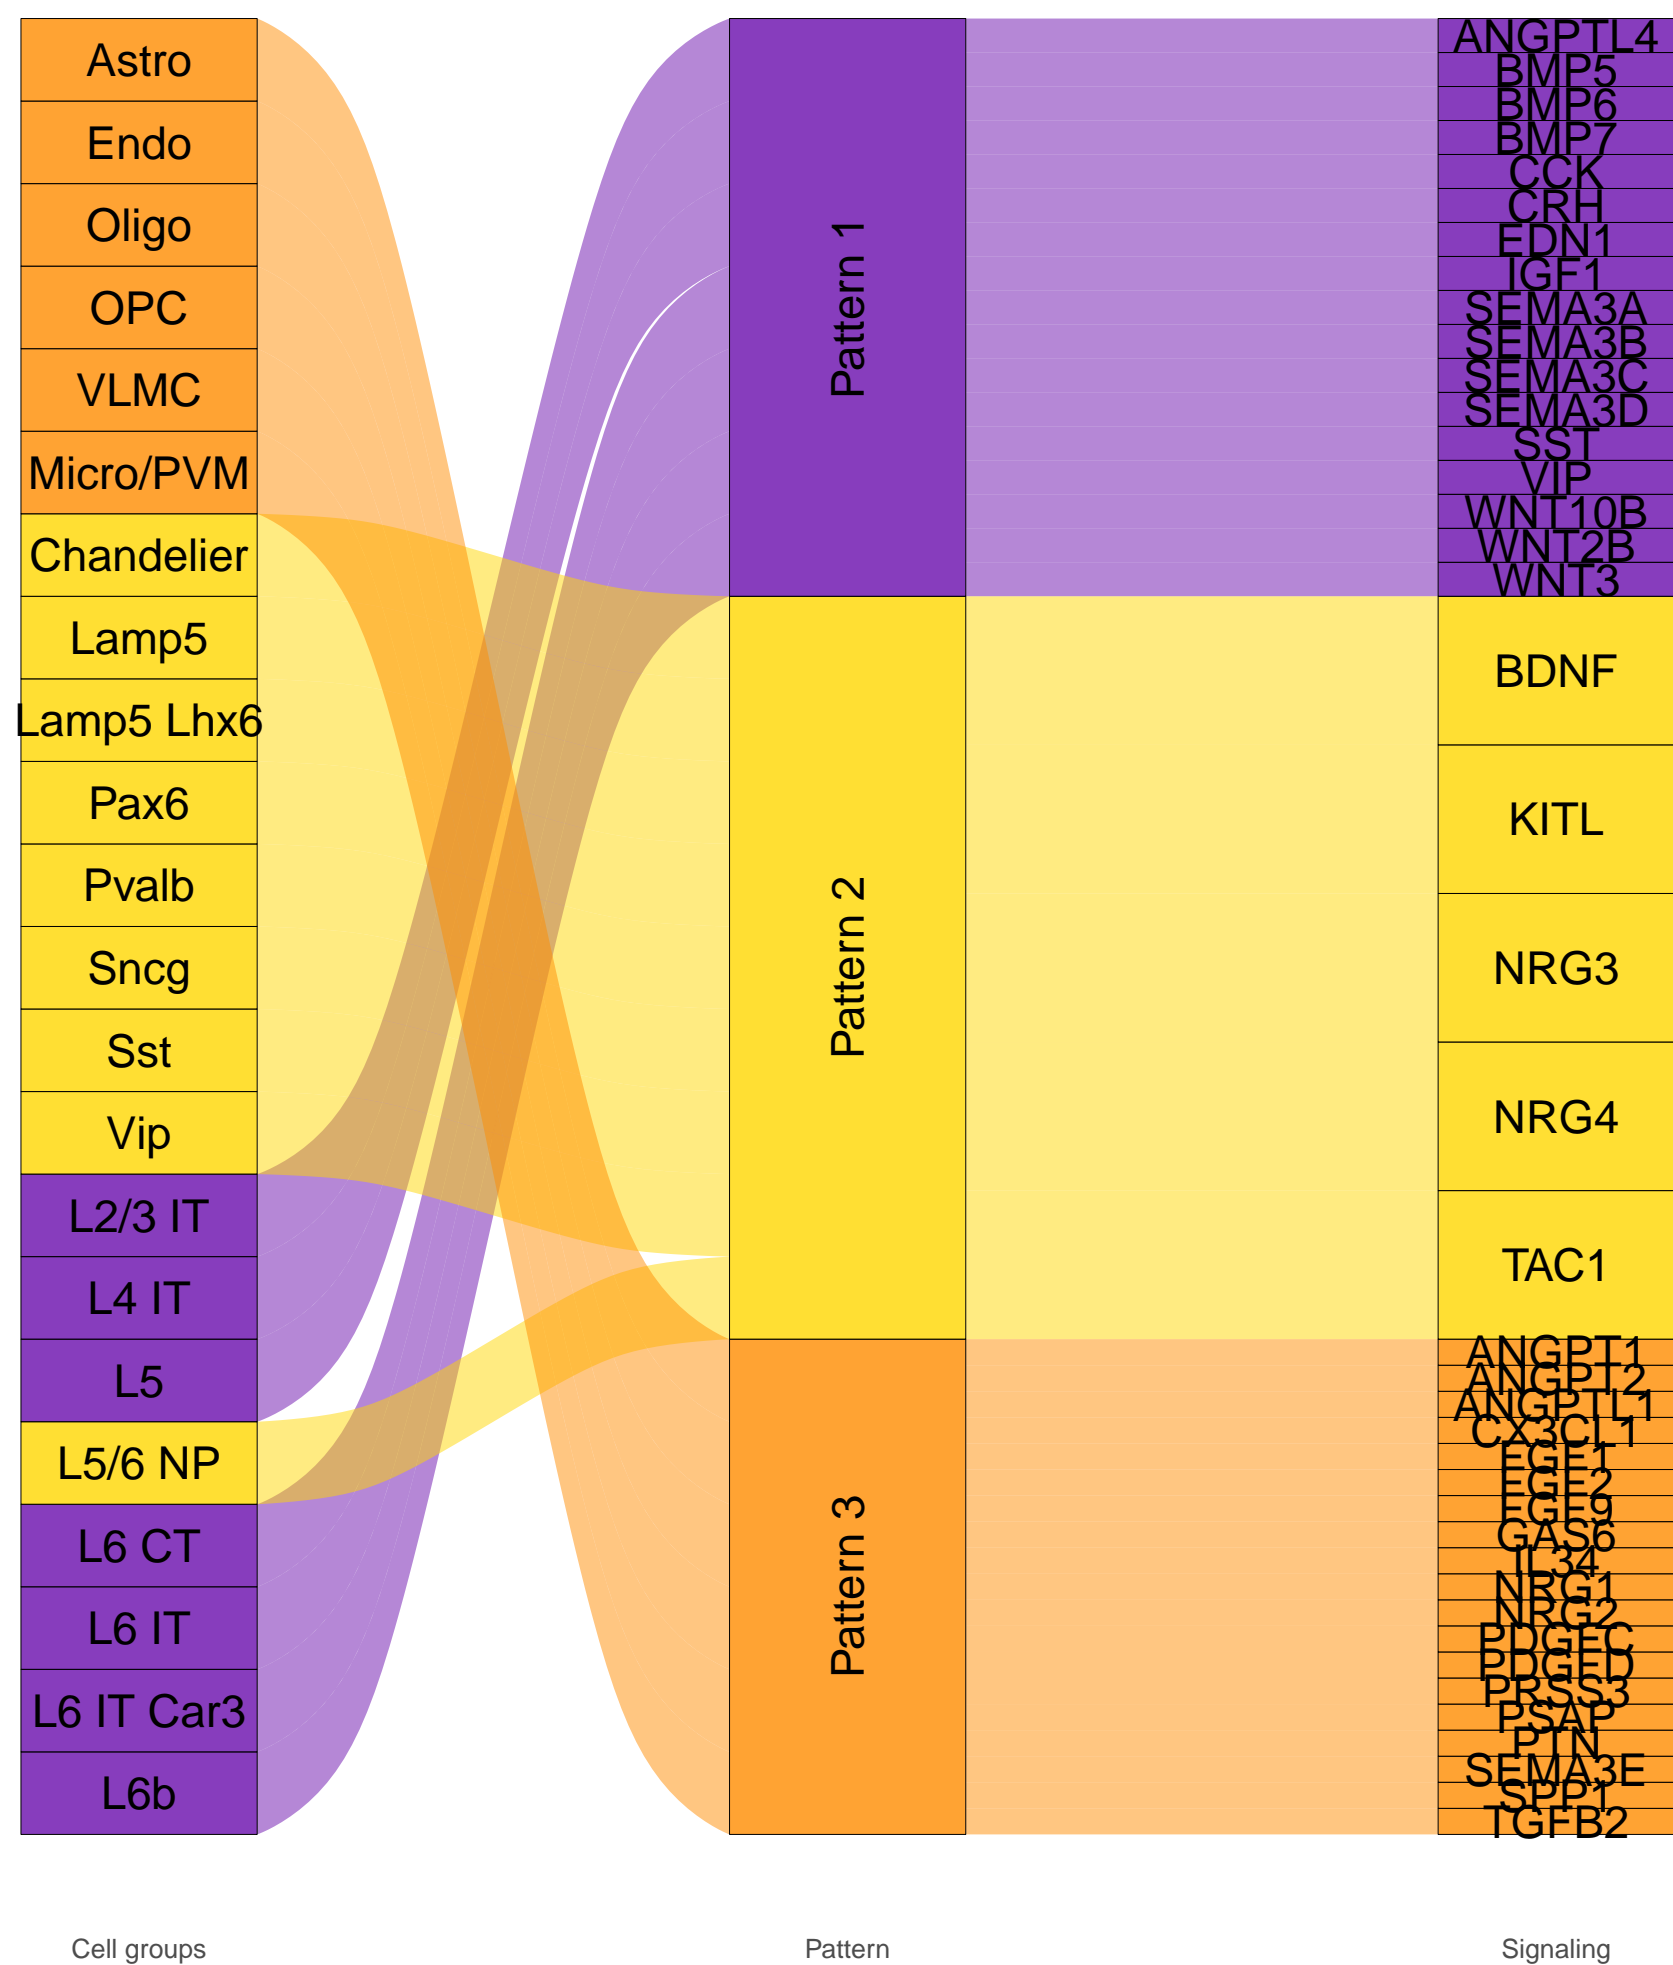 Astro
Endo
Oligo
OPC
VLMC
Micro/PVM
Chandelier
Lamp5
Lamp5 Lhx6
Pax6
Pvalb
Sncg
Sst
Vip
L2/3 IT
L4 IT
L5
L5/6 NP
L6 CT
L6 IT
L6 IT Car3
L6b
Pattern 1
Pattern 2
Pattern 3
ANGPTL4
BMP5
BMP6
BMP7
CCK
CRH
EDN1
IGF1
SEMA3A
SEMA3B
SEMA3C
SEMA3D
SST
VIP
WNT10B
WNT2B
WNT3
BDNF
KITL
NRG3
NRG4
TAC1
ANGPT1
ANGPT2
ANGPTL1
CX3CL1
FGF1
FGF2
FGF9
GAS6
IL34
NRG1
NRG2
PDGFC
PDGFD
PRSS3
PSAP
PTN
SEMA3E
SPP1
TGFB2
Cell groups
Pattern
Signaling